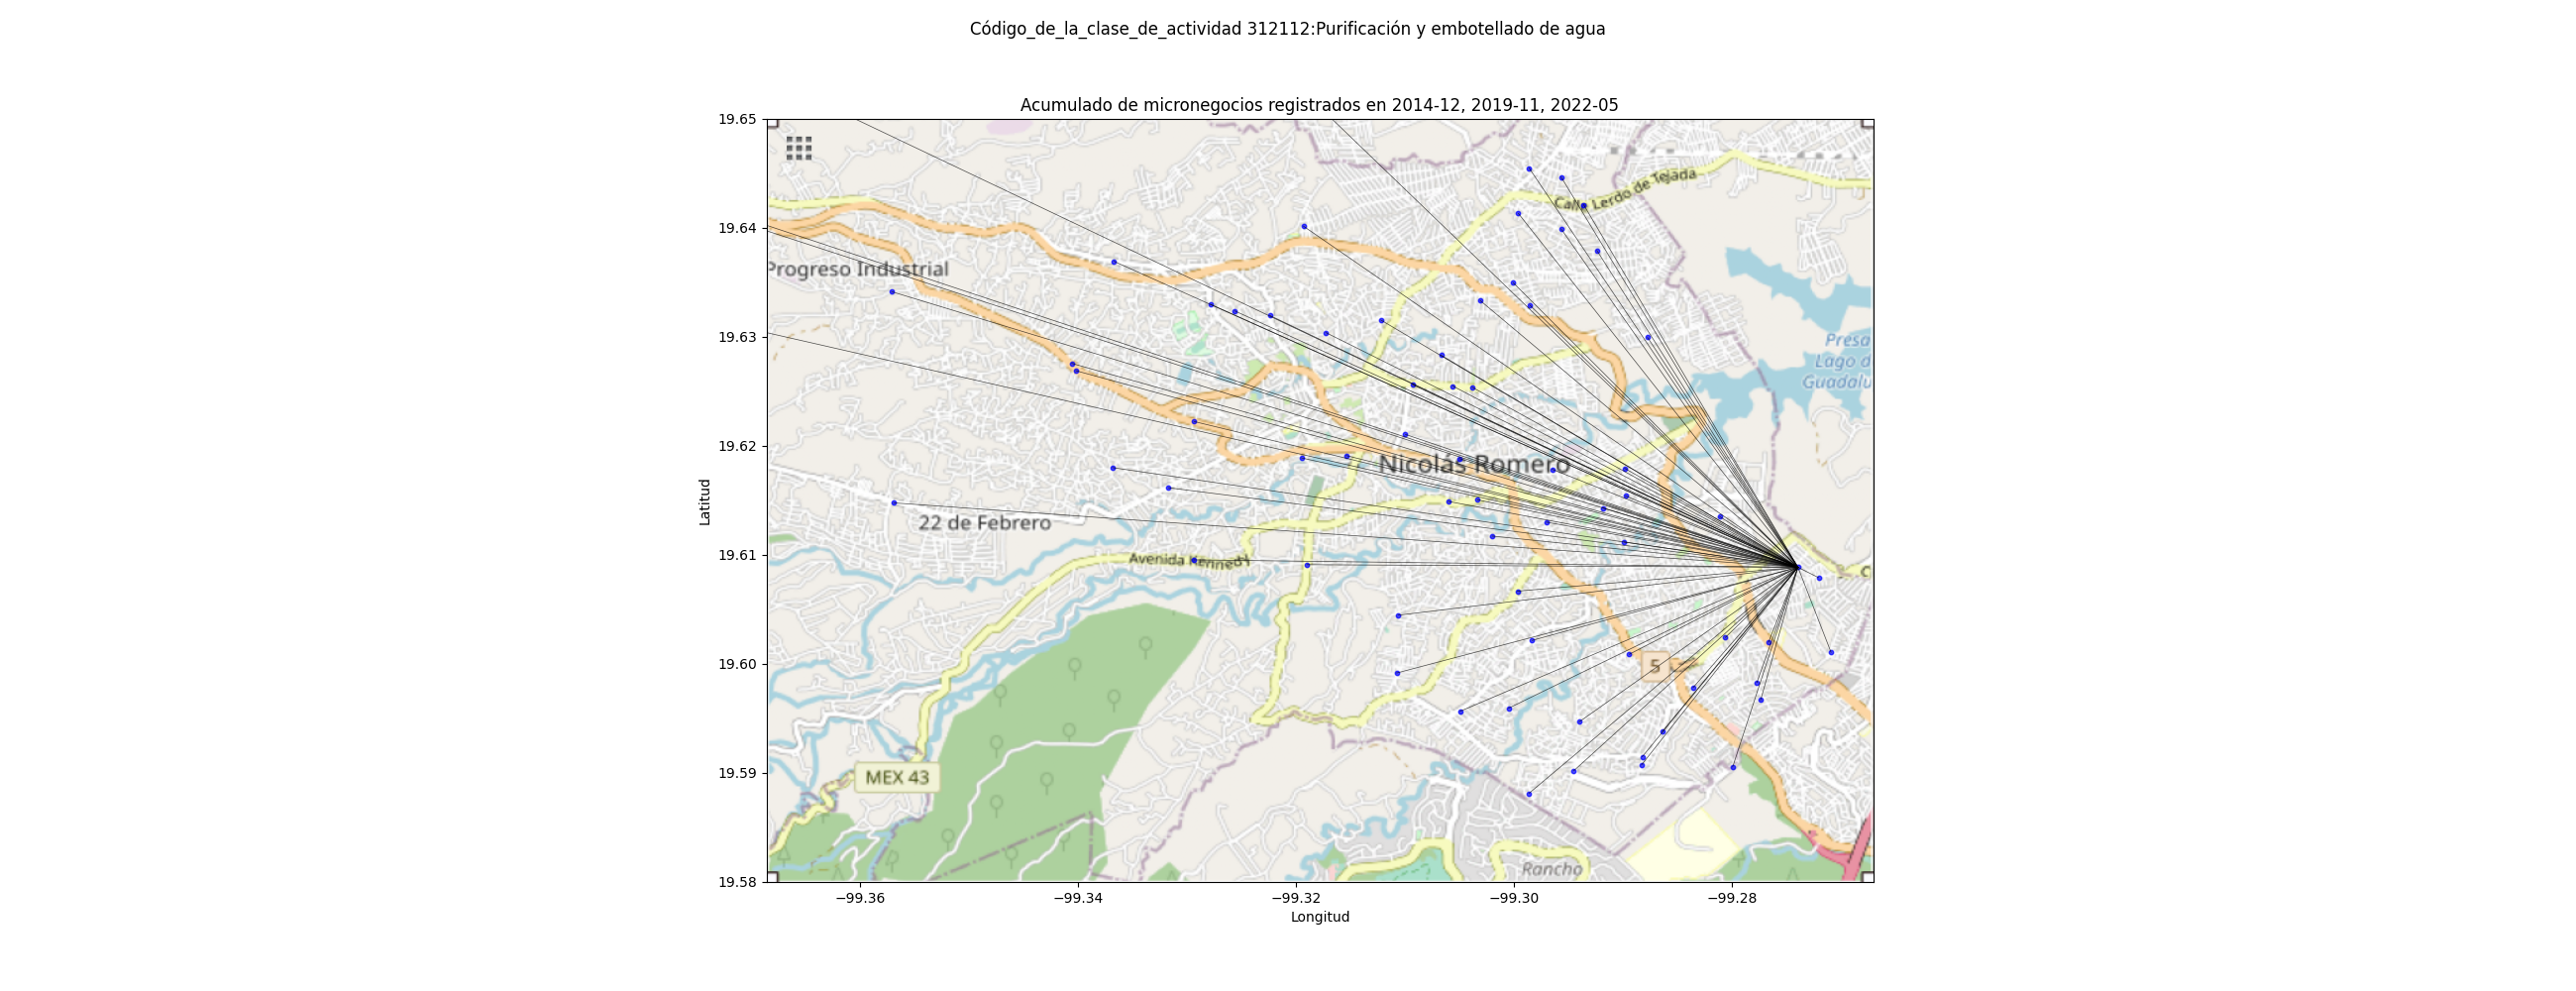 Código_de_la_clase_de_actividad 312112:Purificación y embotellado de agua
Acumulado de micronegocios registrados en 2014-12, 2019-11, 2022-05
19.65
Calle Lerdo de Tejada
19.64
Progreso Industrial
19.63
Presa
Lago d
Guadalu
19.62
Nicolás Romero
Latitud
22 de Febrero
19.61
Avenida Kennedy
C
19.60
5
19.59
MEX 43
Rancho
19.58
−99.36
−99.34
−99.32
−99.30
−99.28
Longitud